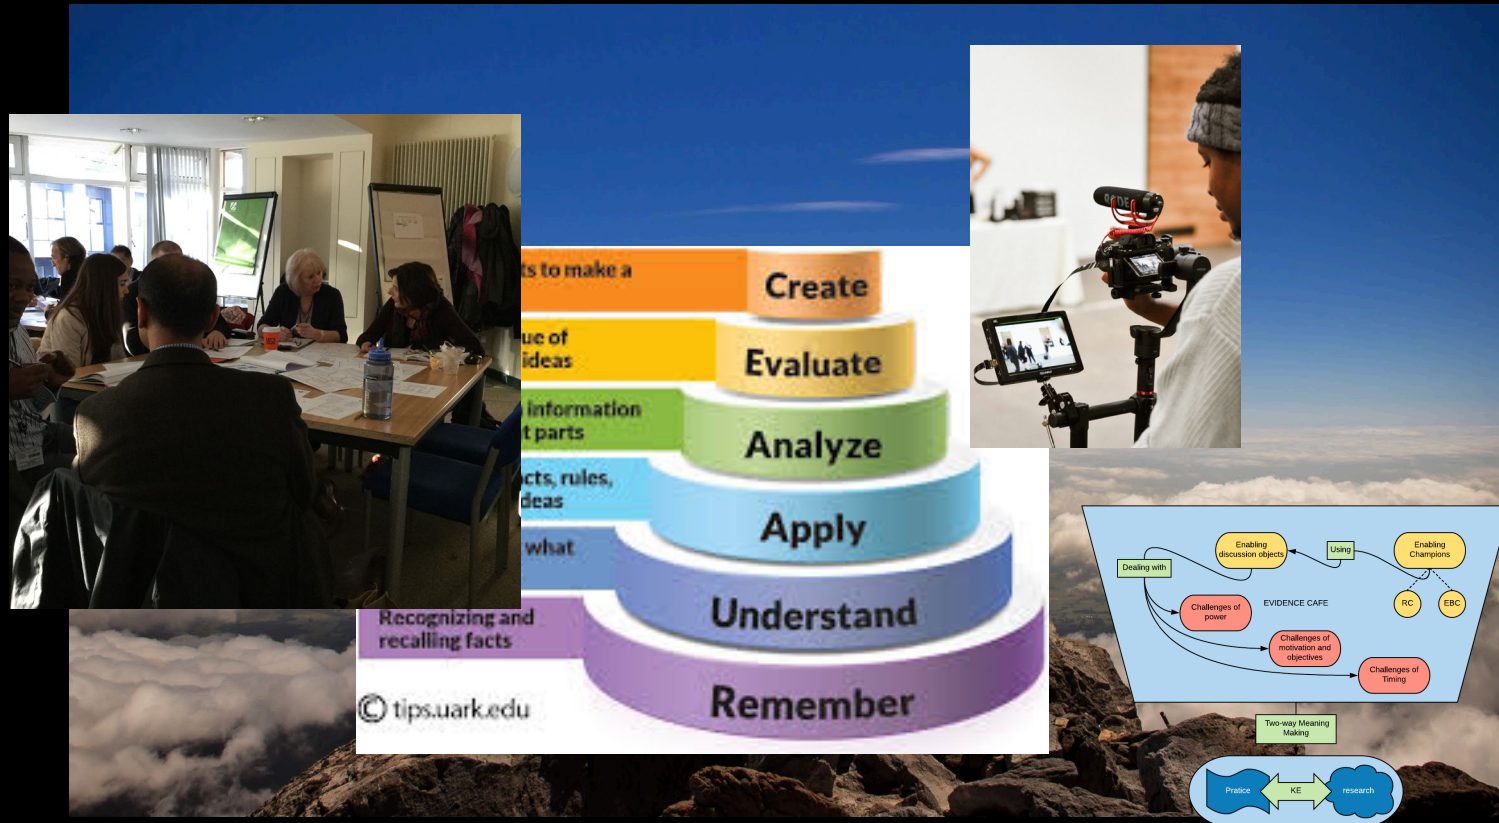 ts to make a
Create
ue of
ideas
Evaluate
information
t parts
Analyze
cts, rules,
deas
Apply
what
Understand
Recognizing and
recalling facts
Remember
© tips.uark.edu
RODE
Enabling
discussion objects
Using
Enabling
Champions
Dealing with
RC
EBC
EVIDENCE CAFE
Challenges of
power
Challenges of
motivation and
objectives
Challenges of
Timing
Two-way Meaning
Making
Pratice
KE
research